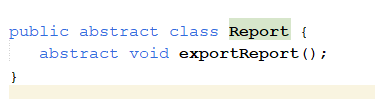 public abstract class Report {
    abstract void exportReport();
}